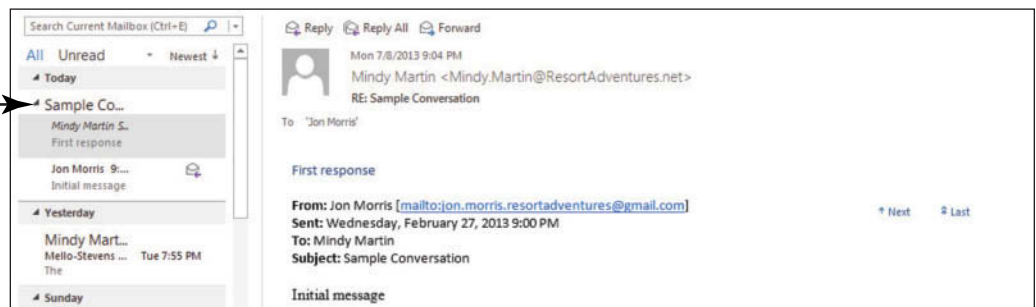 Search Current Mailbox (Ctrl+E)
All Unread Newest ↓
Today
Sample Co...
Mindy Martin S...
First response
Jon Morris 9:...
Initial message
Yesterday
Mindy Mart...
Mello-Stevens ... Tue 7:55 PM
The
Sunday
Reply Reply All Forward
Mon 7/8/2013 9:04 PM
Mindy Martin <Mindy.Martin@ResortAdventures.net>
RE: Sample Conversation
To 'Jon Morris'
First response
From: Jon Morris [mailto:jon.morris.resortadventures@gmail.com]
Sent: Wednesday, February 27, 2013 9:00 PM
To: Mindy Martin
Subject: Sample Conversation
Next Last
Initial message